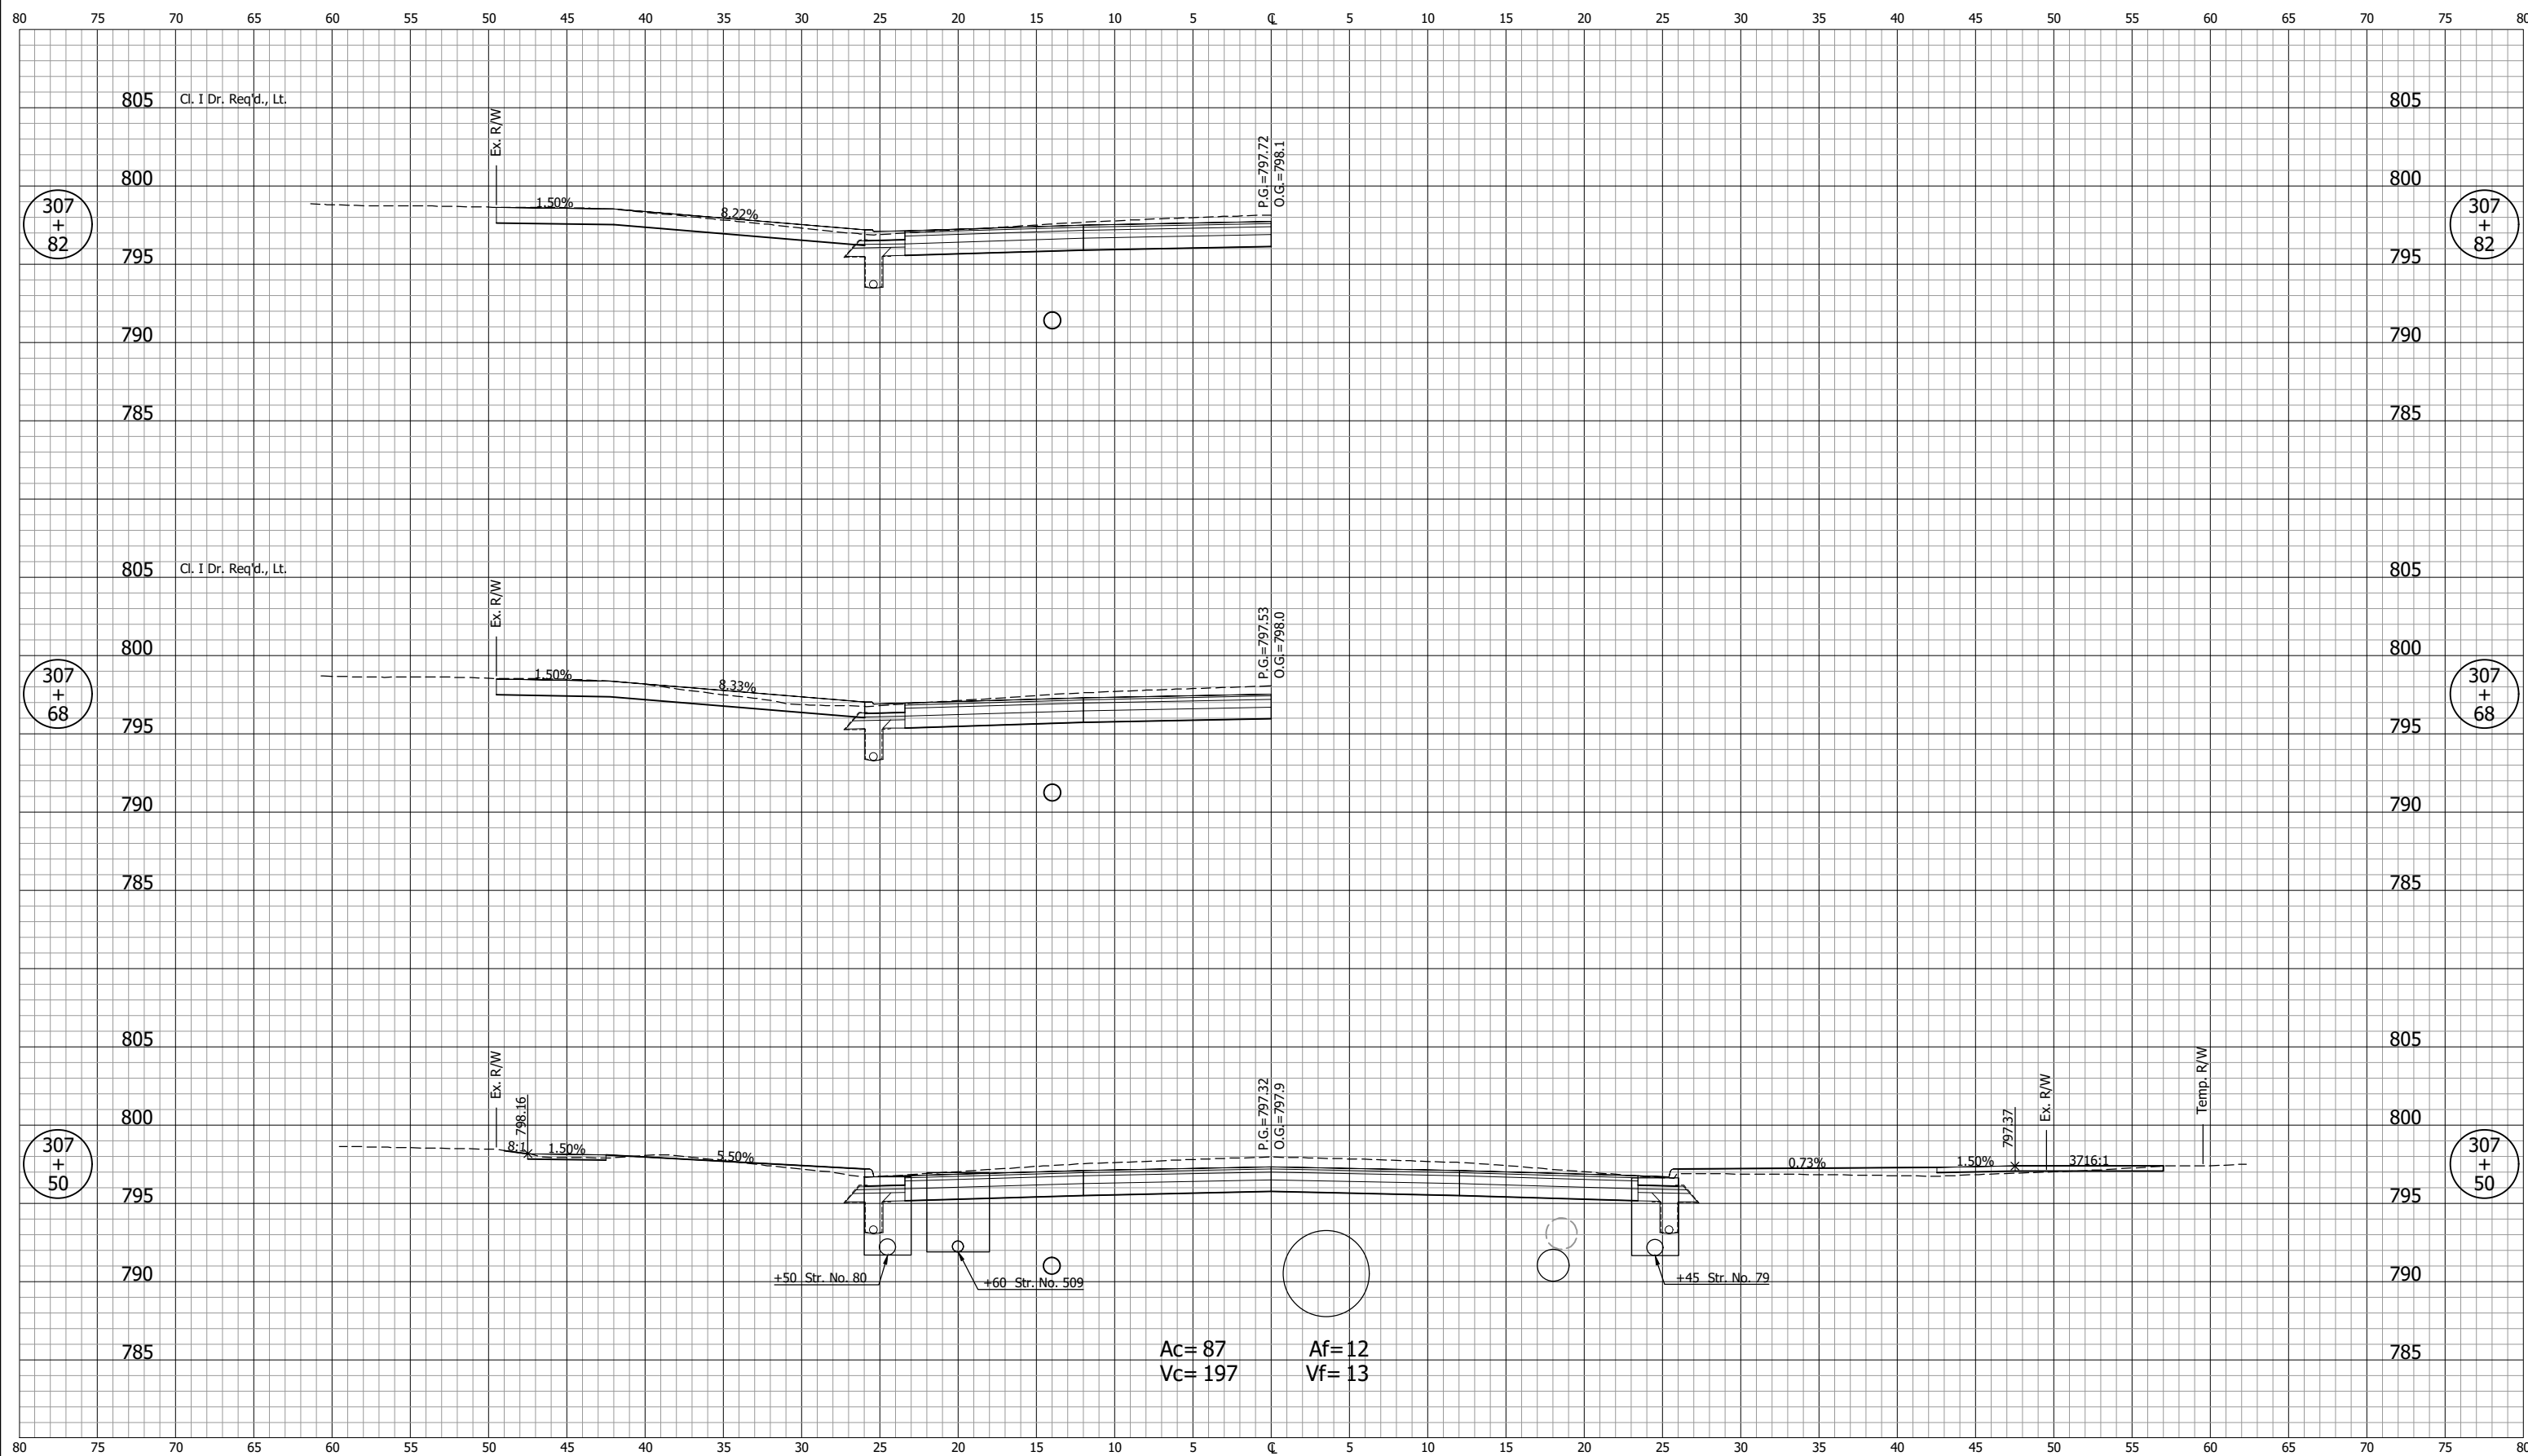 80 75 70 65 60 55 50 45 40 35 30 25 20 15 10 5 ℄ 5 10 15 20 25 30 35 40 45 50 55 60 65 70 75 80
805 Cl. I Dr. Req'd., Lt. 805
Ex. R/W
P.G.=797.72
O.G.=798.1
800 800
307
+
82
1.50%
8.22%
307
+
82
795 795
790 790
785 785
805 Cl. I Dr. Req'd., Lt. 805
Ex. R/W
P.G.=797.53
O.G.=798.0
800 800
307
+
68
1.50%
8.33%
307
+
68
795 795
790 790
785 785
805 805
Ex. R/W
798.16
P.G.=797.32
O.G.=797.9
797.37
Ex. R/W
Temp. R/W
800 800
307
+
50
8:1
1.50%
5.50%
0.73%
1.50%
3716:1
307
+
50
795 795
790 790
+50 Str. No. 80
+60 Str. No. 509
+45 Str. No. 79
785 785
Ac= 87 Af=12
Vc= 197 Vf= 13
80 75 70 65 60 55 50 45 40 35 30 25 20 15 10 5 ℄ 5 10 15 20 25 30 35 40 45 50 55 60 65 70 75 80